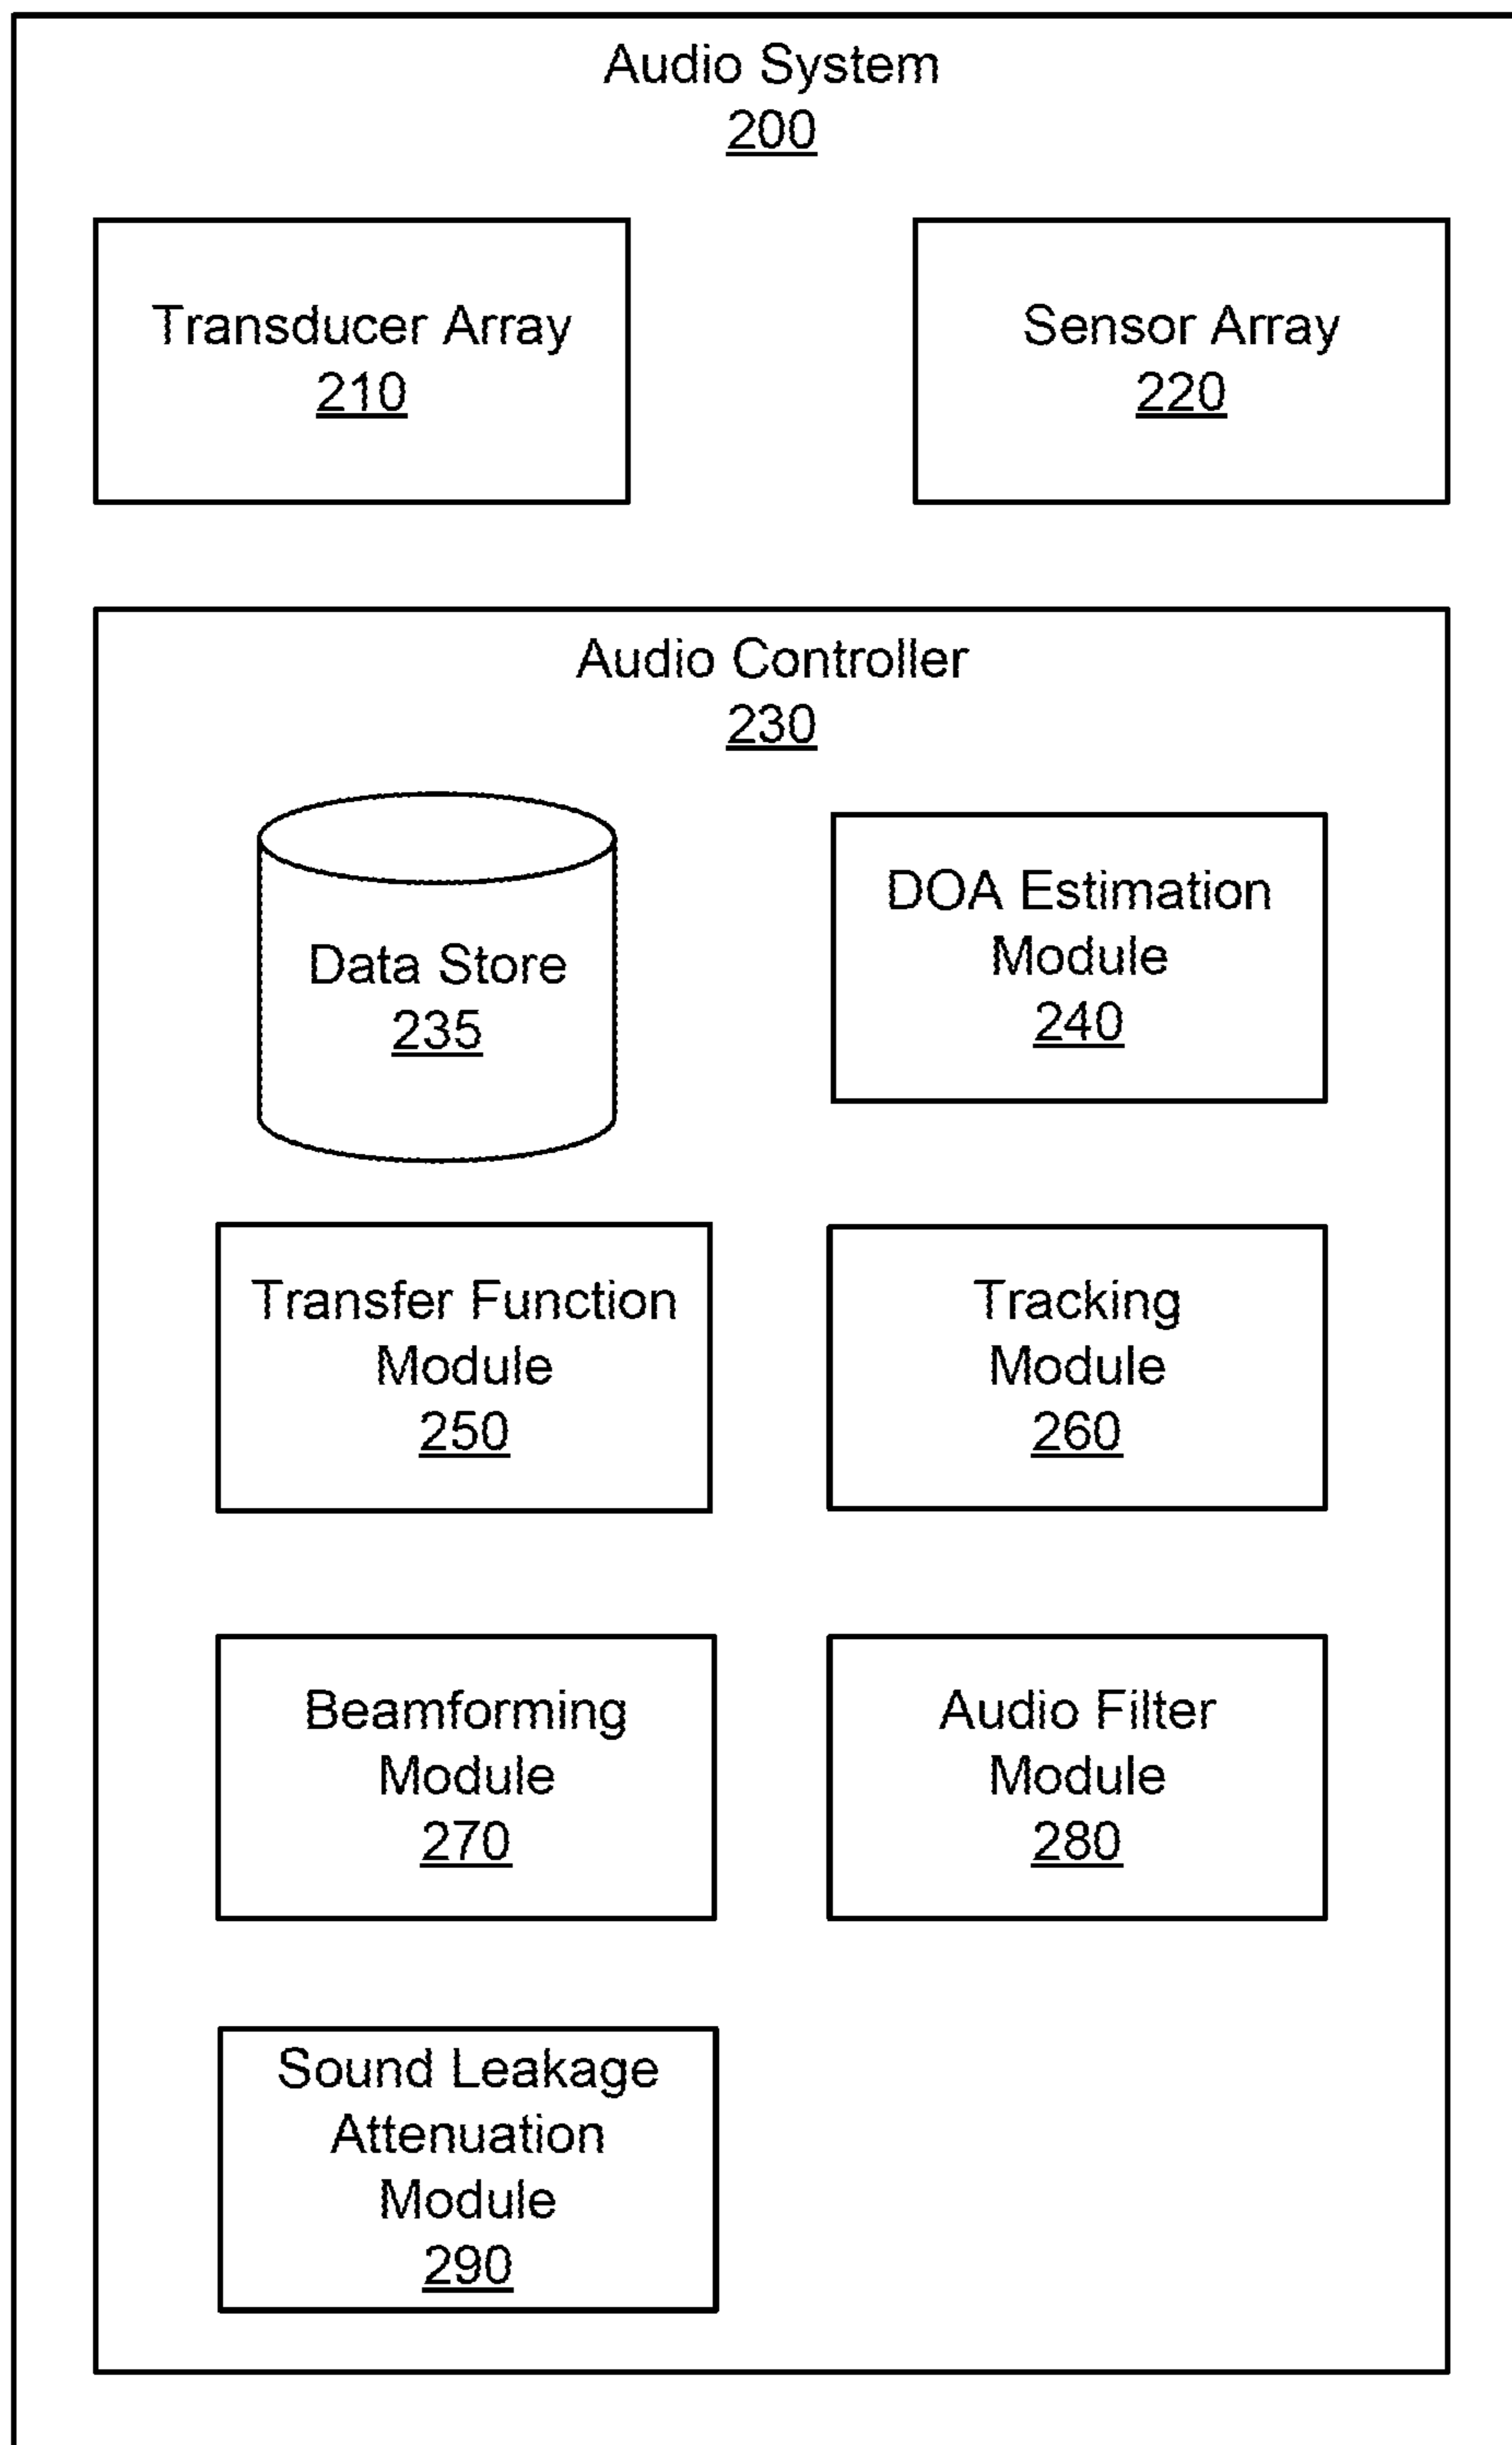 Audio System
200
Transducer Array
210
Sensor Array
220
Audio Controller
230
Data Store
235
DOA Estimation
Module
240
Transfer Function
Module
250
Tracking
Module
260
Beamforming
Module
270
Audio Filter
Module
280
Sound Leakage
Attenuation
Module
290